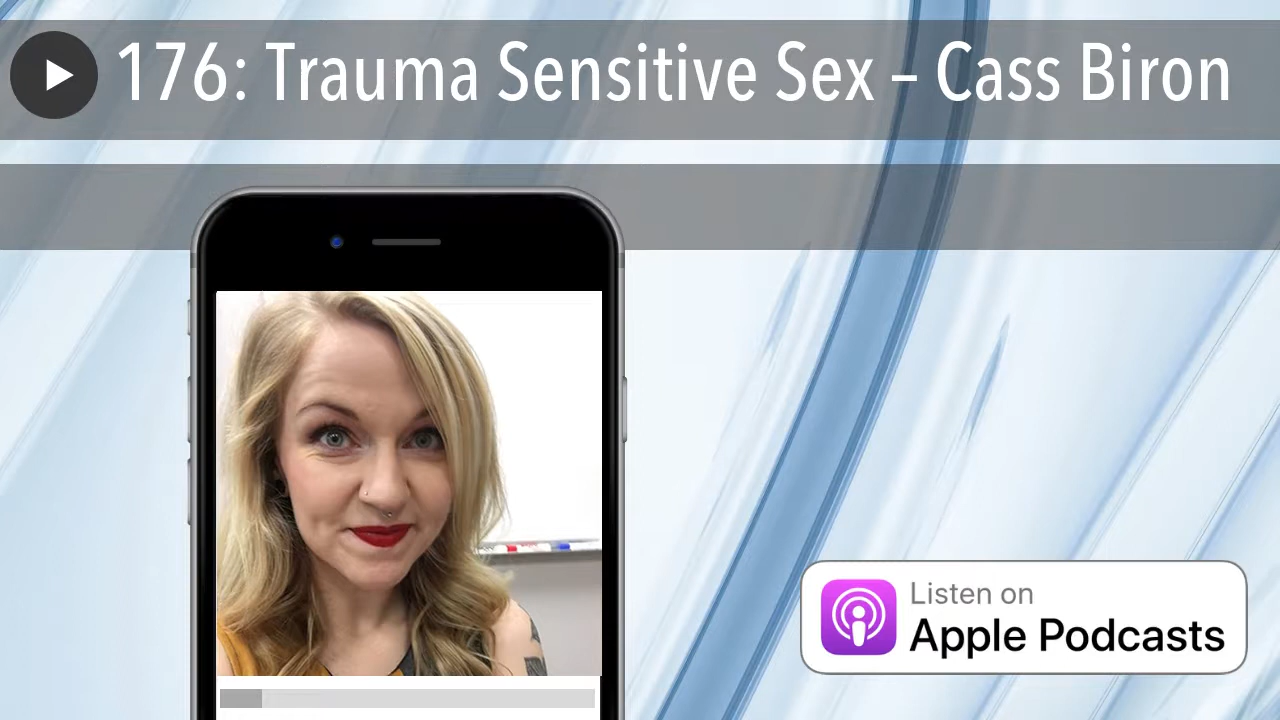 176: Trauma Sensitive Sex – Cass Biron
Listen on
Apple Podcasts